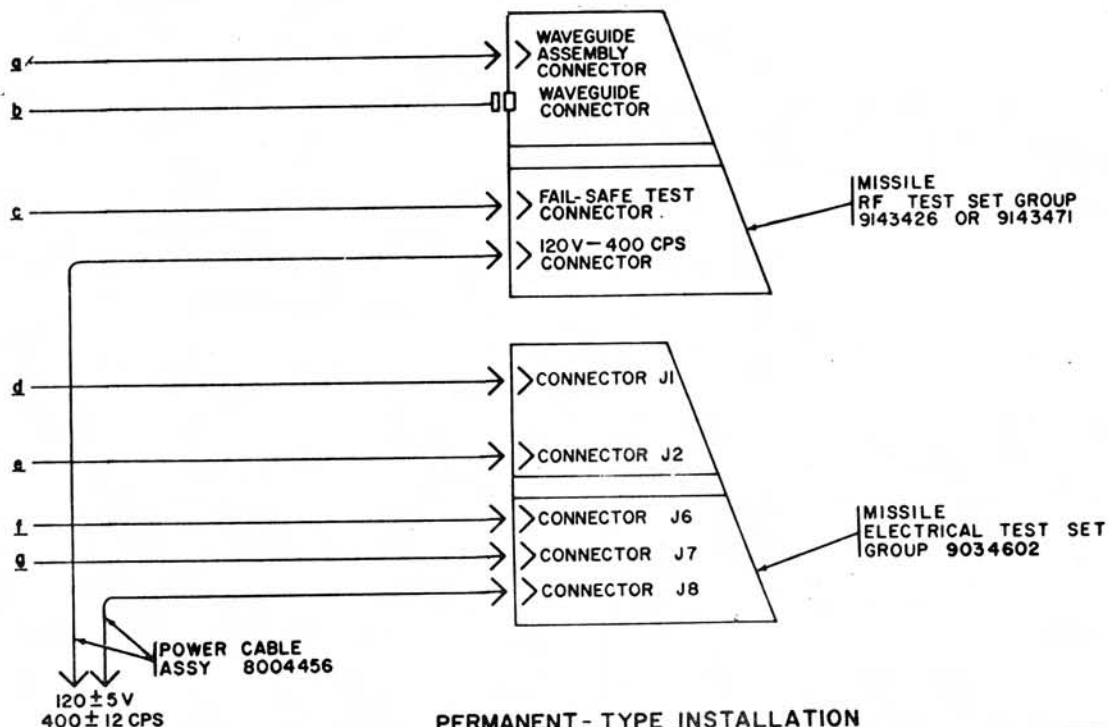 a
WAVEGUIDE
ASSEMBLY
CONNECTOR
b
WAVEGUIDE
CONNECTOR
c
FAIL-SAFE TEST
CONNECTOR.
120V-400 CPS
CONNECTOR
MISSILE
RF TEST SET GROUP
9143426 OR 9143471
d
CONNECTOR J1
e
CONNECTOR J2
f
CONNECTOR J6
g
CONNECTOR J7
CONNECTOR J8
MISSILE
ELECTRICAL TEST SET
GROUP 9034602
POWER CABLE
ASSY 8004456
120±5V
400±12 CPS
PERMANENT-TYPE INSTALLATION